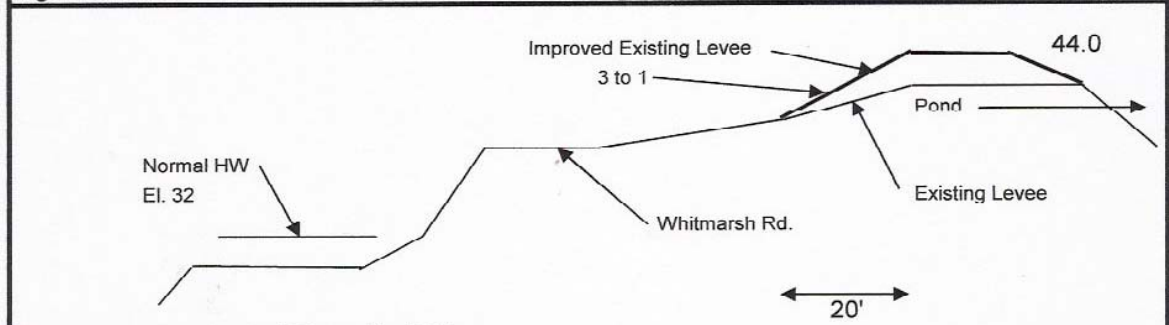 Improved Existing Levee
3 to 1
44.0
Pond
Normal HW
El. 32
Existing Levee
Whitmarsh Rd.
20'